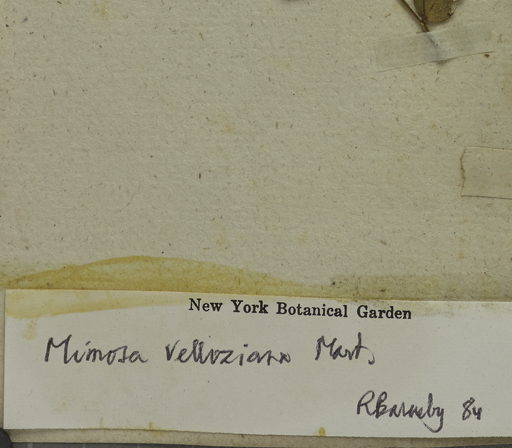 New York Botanical Garden
Mimosa velloziana Mart.
RBarneby 84